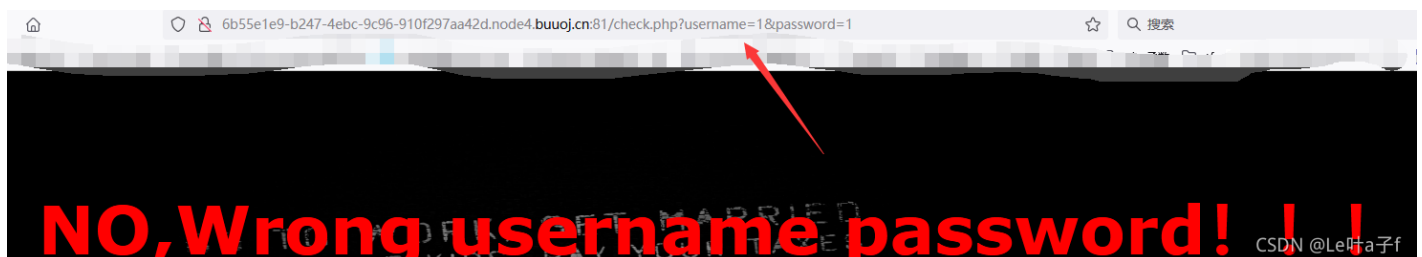 6b55e1e9-b247-4ebc-9c96-910f297aa42d.node4.buuoj.cn:81/check.php?username=1&password=1
搜索
MARRIED
NO,Wrong username password！！！
CSDN @Le叶a子f